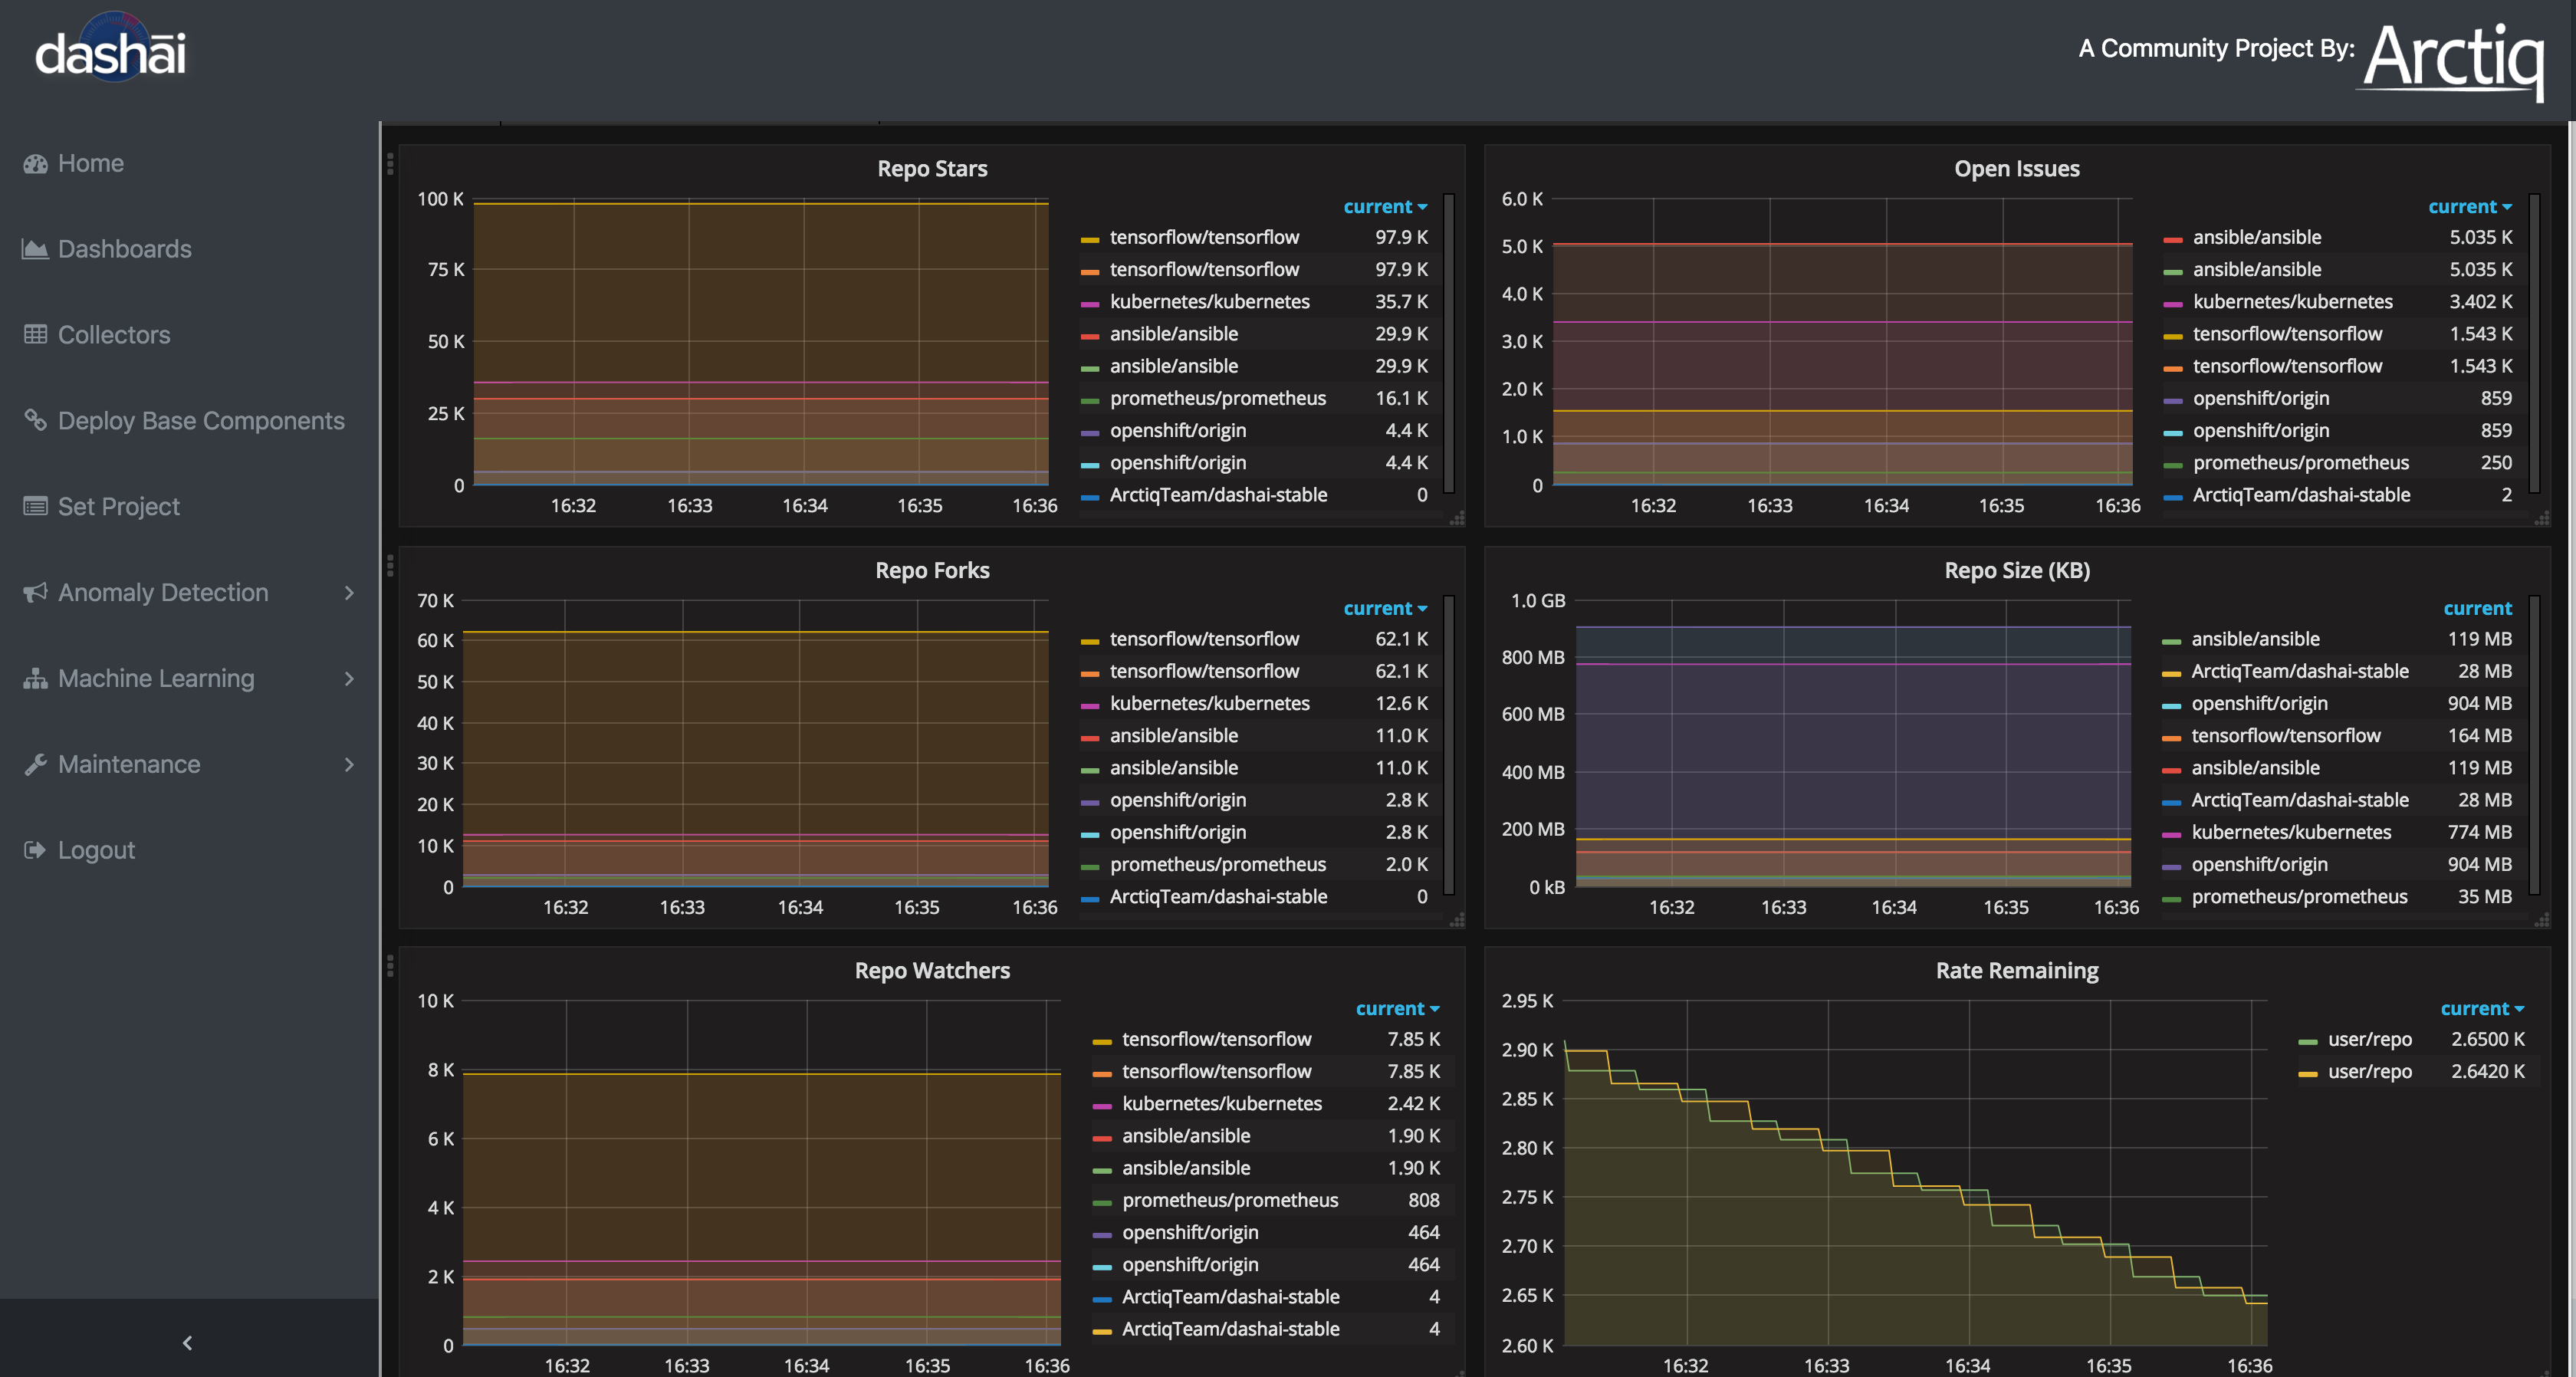 dashāi
A Community Project By: Arctiq
Home
Dashboards
Collectors
Deploy Base Components
Set Project
Anomaly Detection
Machine Learning
Maintenance
Logout
Repo Stars
100 K
75 K
50 K
25 K
0
16:32 16:33 16:34 16:35 16:36
current
tensorflow/tensorflow 97.9 K
tensorflow/tensorflow 97.9 K
kubernetes/kubernetes 35.7 K
ansible/ansible 29.9 K
ansible/ansible 29.9 K
prometheus/prometheus 16.1 K
openshift/origin 4.4 K
openshift/origin 4.4 K
ArctiqTeam/dashai-stable 0
Open Issues
6.0 K
5.0 K
4.0 K
3.0 K
2.0 K
1.0 K
0
16:32 16:33 16:34 16:35 16:36
current
ansible/ansible 5.035 K
ansible/ansible 5.035 K
kubernetes/kubernetes 3.402 K
tensorflow/tensorflow 1.543 K
tensorflow/tensorflow 1.543 K
openshift/origin 859
openshift/origin 859
prometheus/prometheus 250
ArctiqTeam/dashai-stable 2
Repo Forks
70 K
60 K
50 K
40 K
30 K
20 K
10 K
0
16:32 16:33 16:34 16:35 16:36
current
tensorflow/tensorflow 62.1 K
tensorflow/tensorflow 62.1 K
kubernetes/kubernetes 12.6 K
ansible/ansible 11.0 K
ansible/ansible 11.0 K
openshift/origin 2.8 K
openshift/origin 2.8 K
prometheus/prometheus 2.0 K
ArctiqTeam/dashai-stable 0
Repo Size (KB)
1.0 GB
800 MB
600 MB
400 MB
200 MB
0 kB
16:32 16:33 16:34 16:35 16:36
current
ansible/ansible 119 MB
ArctiqTeam/dashai-stable 28 MB
openshift/origin 904 MB
tensorflow/tensorflow 164 MB
ansible/ansible 119 MB
ArctiqTeam/dashai-stable 28 MB
kubernetes/kubernetes 774 MB
openshift/origin 904 MB
prometheus/prometheus 35 MB
Repo Watchers
10 K
8 K
6 K
4 K
2 K
0
16:32 16:33 16:34 16:35 16:36
current
tensorflow/tensorflow 7.85 K
tensorflow/tensorflow 7.85 K
kubernetes/kubernetes 2.42 K
ansible/ansible 1.90 K
ansible/ansible 1.90 K
prometheus/prometheus 808
openshift/origin 464
openshift/origin 464
ArctiqTeam/dashai-stable 4
ArctiqTeam/dashai-stable 4
Rate Remaining
2.95 K
2.90 K
2.85 K
2.80 K
2.75 K
2.70 K
2.65 K
2.60 K
16:32 16:33 16:34 16:35 16:36
current
user/repo 2.6500 K
user/repo 2.6420 K